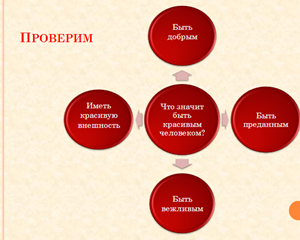 Проверим
Быть
добрым
Иметь
красивую
внешность
Что значит
быть
красивым
человеком?
Быть
преданным
Быть
вежливым